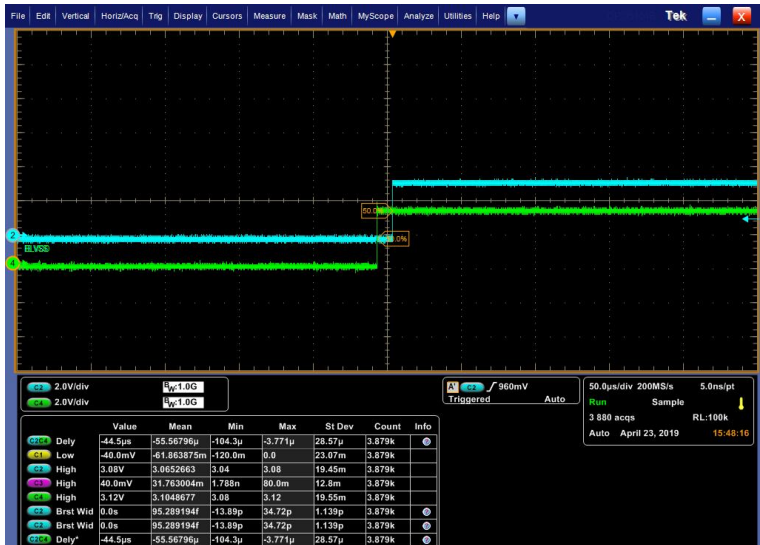 File Edit Vertical Horiz/Acq Trig Display Cursors Measure Mask Math MyScope Analyze Utilities Help Tek X
50.0%
2 50.0%
ELVSS
4
C2 2.0V/div BW:1.0G
C4 2.0V/div BW:1.0G
A' C2 960mV
Triggered Auto
50.0µs/div 200MS/s 5.0ns/pt
Run Sample
3 880 acqs RL:100k
Auto April 23, 2019 15:48:16
Value Mean Min Max St Dev Count Info
C2C4 Dely -44.5µs -55.56796µ -104.3µ -3.771µ 28.57µ 3.879k
C1 Low -40.0mV -61.863875m -120.0m 0.0 23.07m 3.879k
C2 High 3.08V 3.0652663 3.04 3.08 19.45m 3.879k
C3 High 40.0mV 31.763004m 1.788n 80.0m 12.8m 3.879k
C4 High 3.12V 3.1048677 3.08 3.12 19.55m 3.879k
C2 Brst Wid 0.0s 95.289194f -13.89p 34.72p 1.139p 3.879k
C2 Brst Wid 0.0s 95.289194f -13.89p 34.72p 1.139p 3.879k
C2C4 Dely* -44.5µs -55.56796µ -104.3µ -3.771µ 28.57µ 3.879k